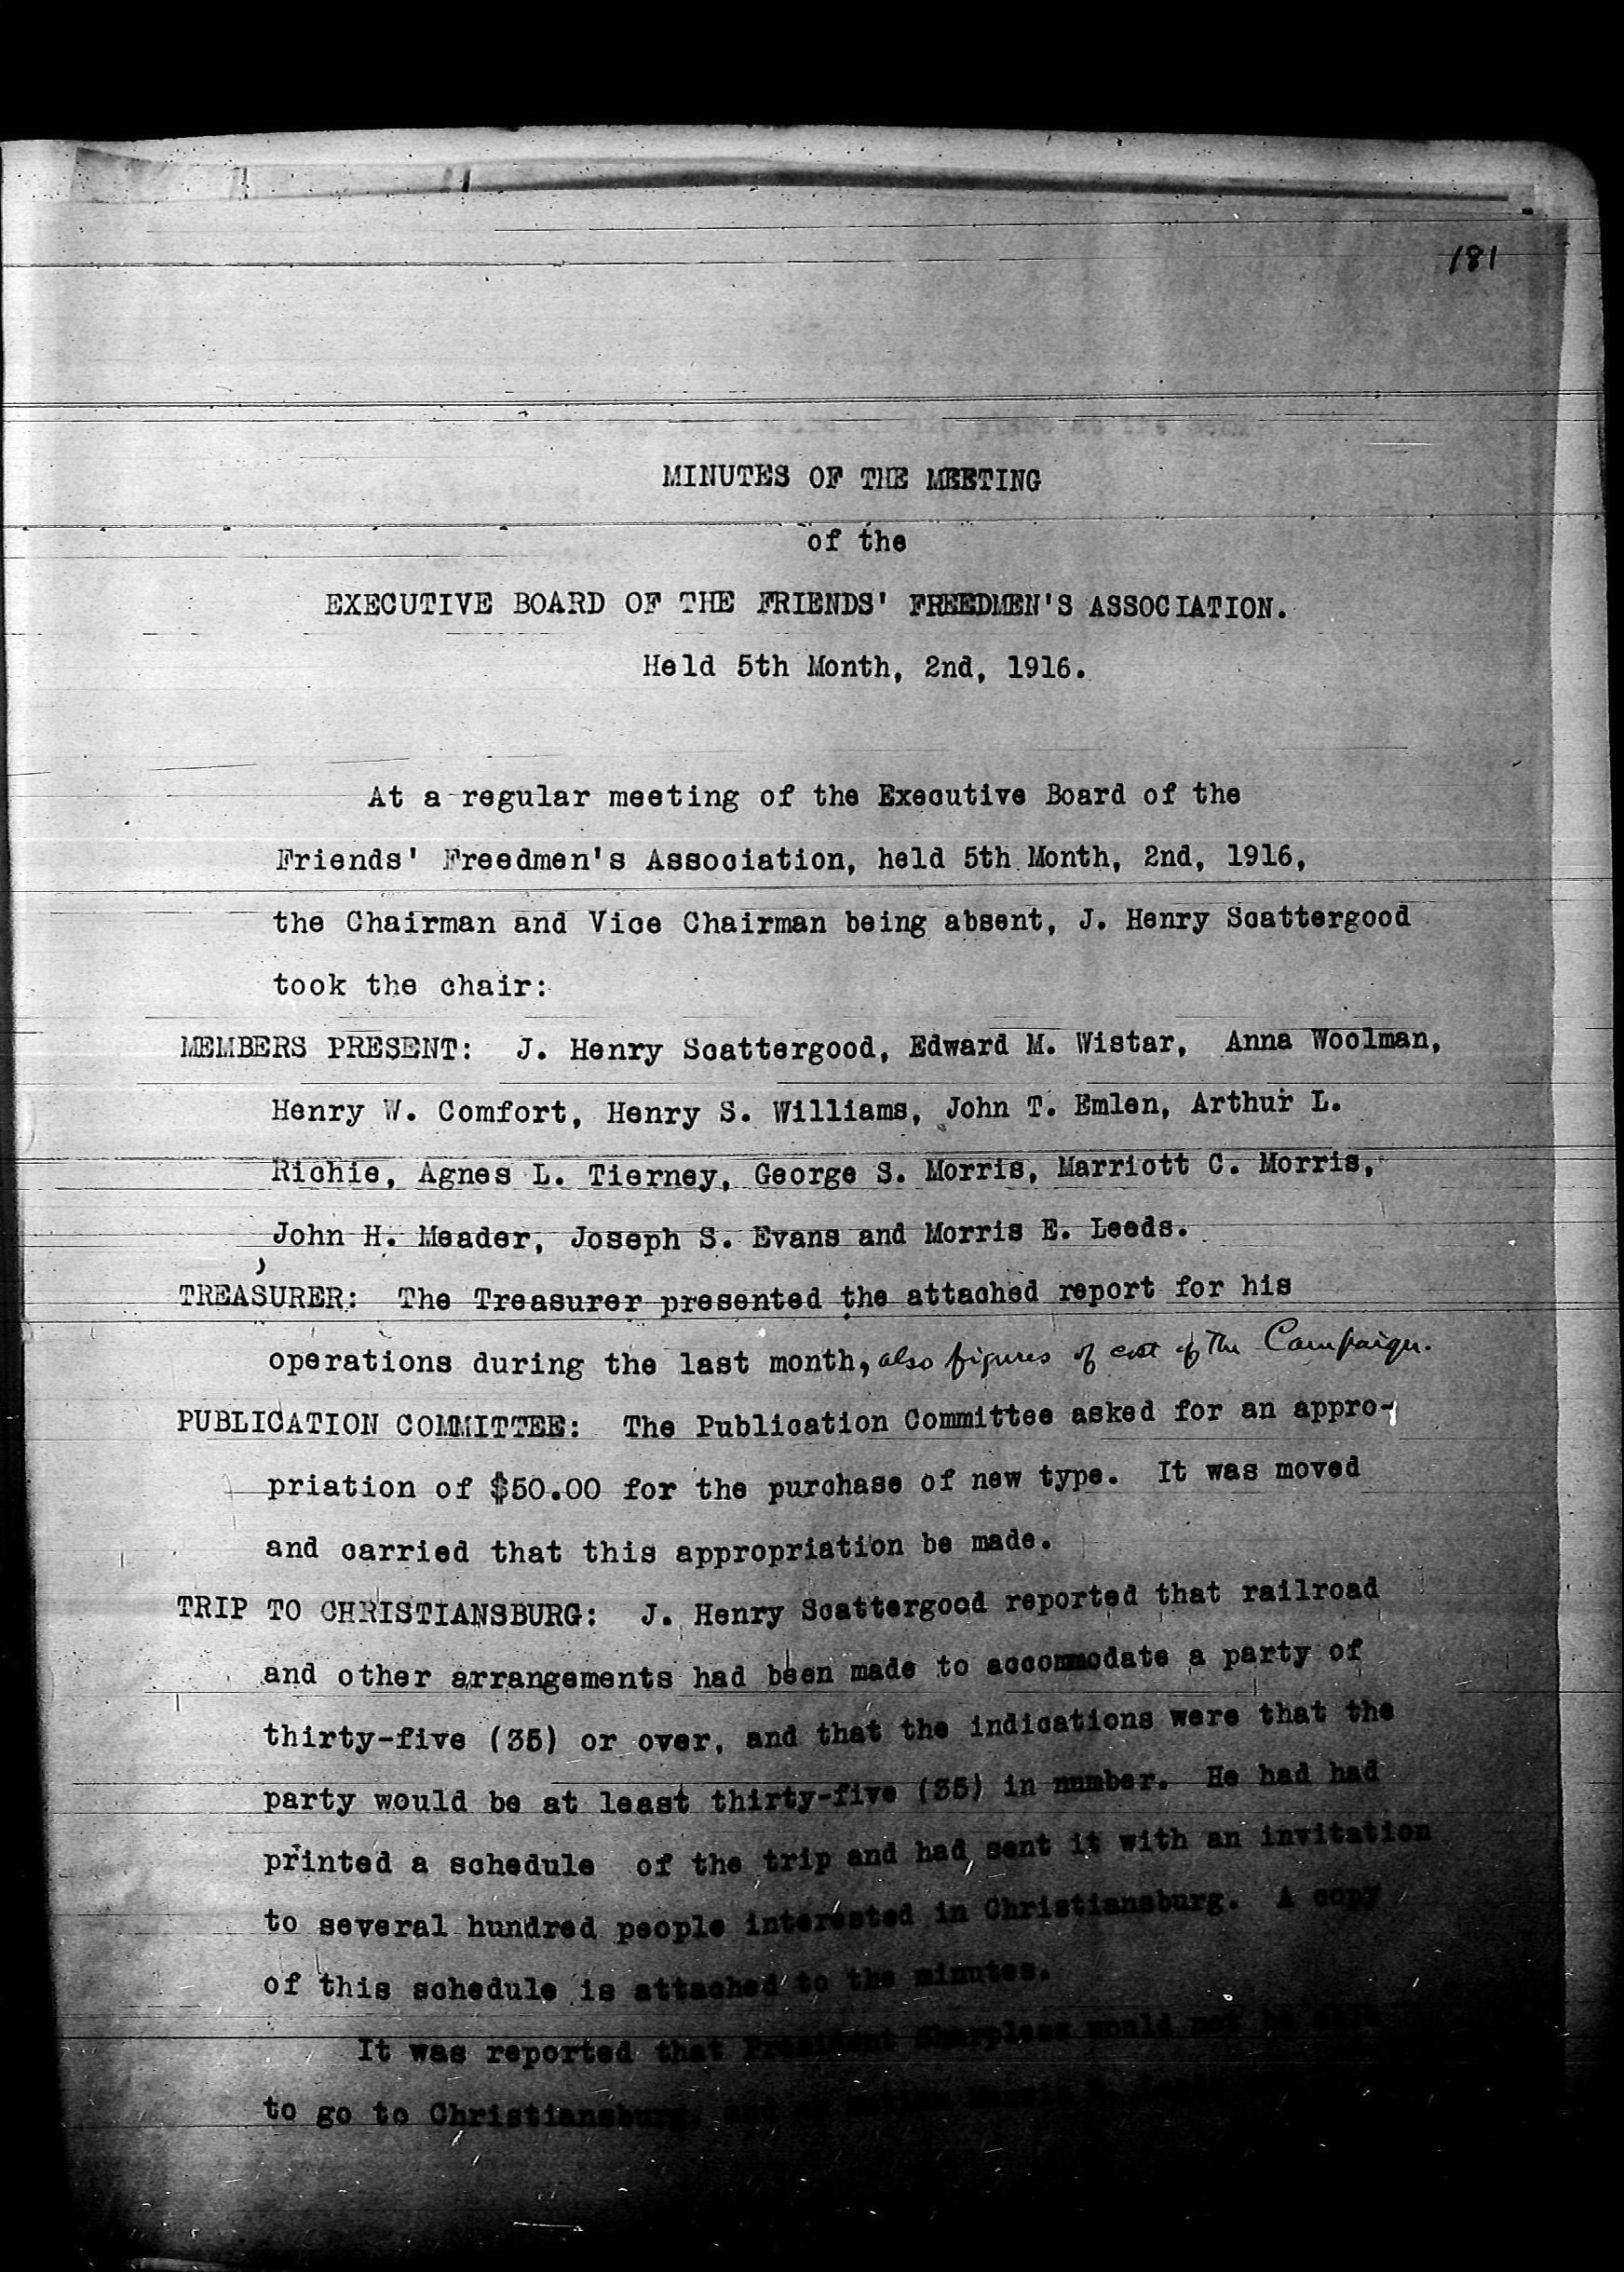 181
MINUTES OF THE MEETING
of the
EXECUTIVE BOARD OF THE FRIENDS' FREEDMEN'S ASSOCIATION.
Held 5th Month, 2nd, 1916.
At a regular meeting of the Executive Board of the
Friends' Freedmen's Association, held 5th Month, 2nd, 1916,
the Chairman and Vice Chairman being absent, J. Henry Scattergood
took the chair:
MEMBERS PRESENT: J. Henry Scattergood, Edward M. Wistar, Anna Woolman,
Henry W. Comfort, Henry S. Williams, John T. Emlen, Arthur L.
Richie, Agnes L. Tierney, George S. Morris, Marriott C. Morris,
John H. Meader, Joseph S. Evans and Morris E. Leeds.
TREASURER: The Treasurer presented the attached report for his
operations during the last month, also figures of cost of the Campaign.
PUBLICATION COMMITTEE: The Publication Committee asked for an appro-
priation of $50.00 for the purchase of new type. It was moved
and carried that this appropriation be made.
TRIP TO CHRISTIANSBURG: J. Henry Scattergood reported that railroad
and other arrangements had been made to accommodate a party of
thirty-five (35) or over, and that the indications were that the
party would be at least thirty-five (35) in number. He had had
printed a schedule of the trip and had sent it with an invitation
to several hundred people interested in Christiansburg. A copy
of this schedule is attached to the minutes.
It was reported that President Sharpless would not be able
to go to Christiansburg,